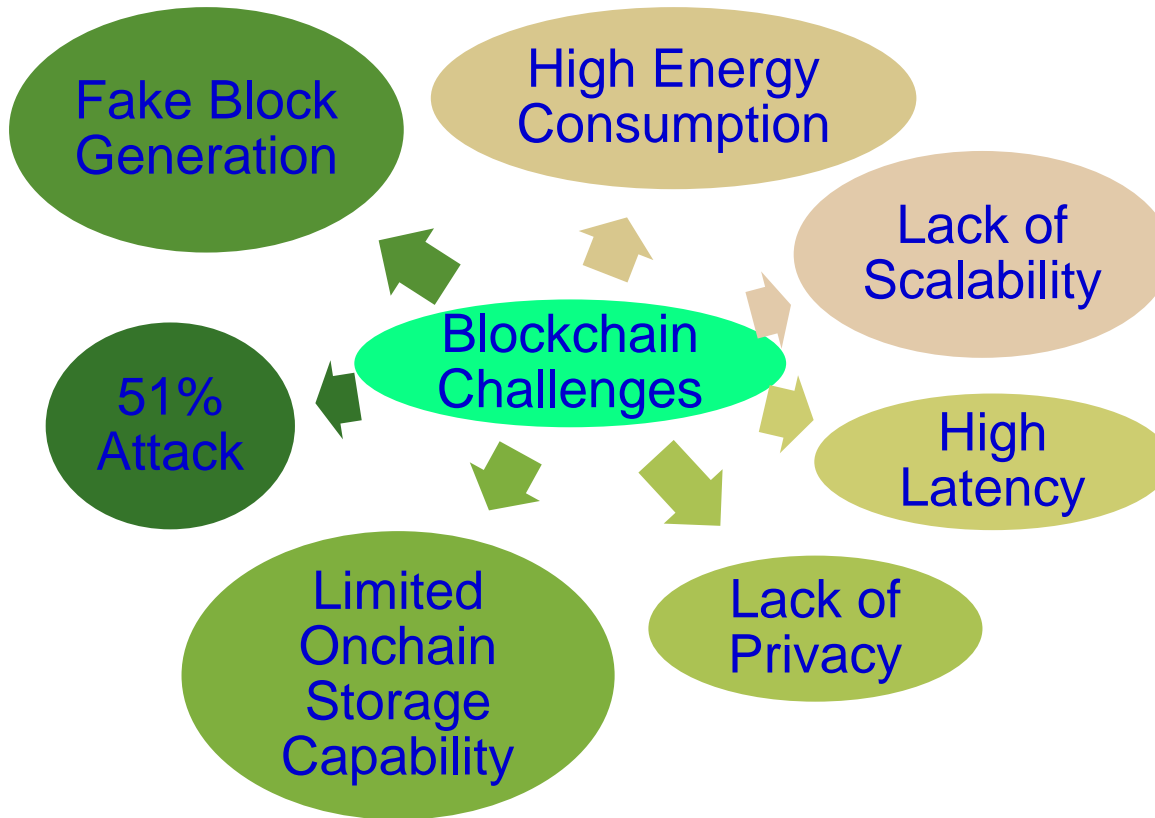 Fake Block
Generation
High Energy
Consumption
Lack of
Scalability
Blockchain
Challenges
51%
Attack
High
Latency
Limited
Onchain
Storage
Capability
Lack of
Privacy